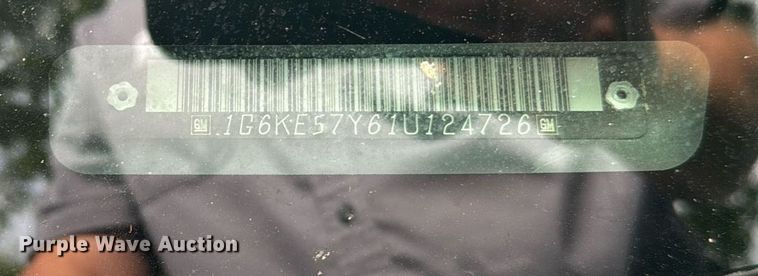 GM 1G6KE57Y61U124726 GM
Purple Wave Auction